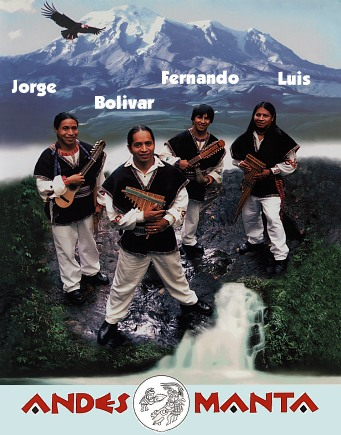 Jorge
Bolivar
Fernando
Luis
ANDES MANTA